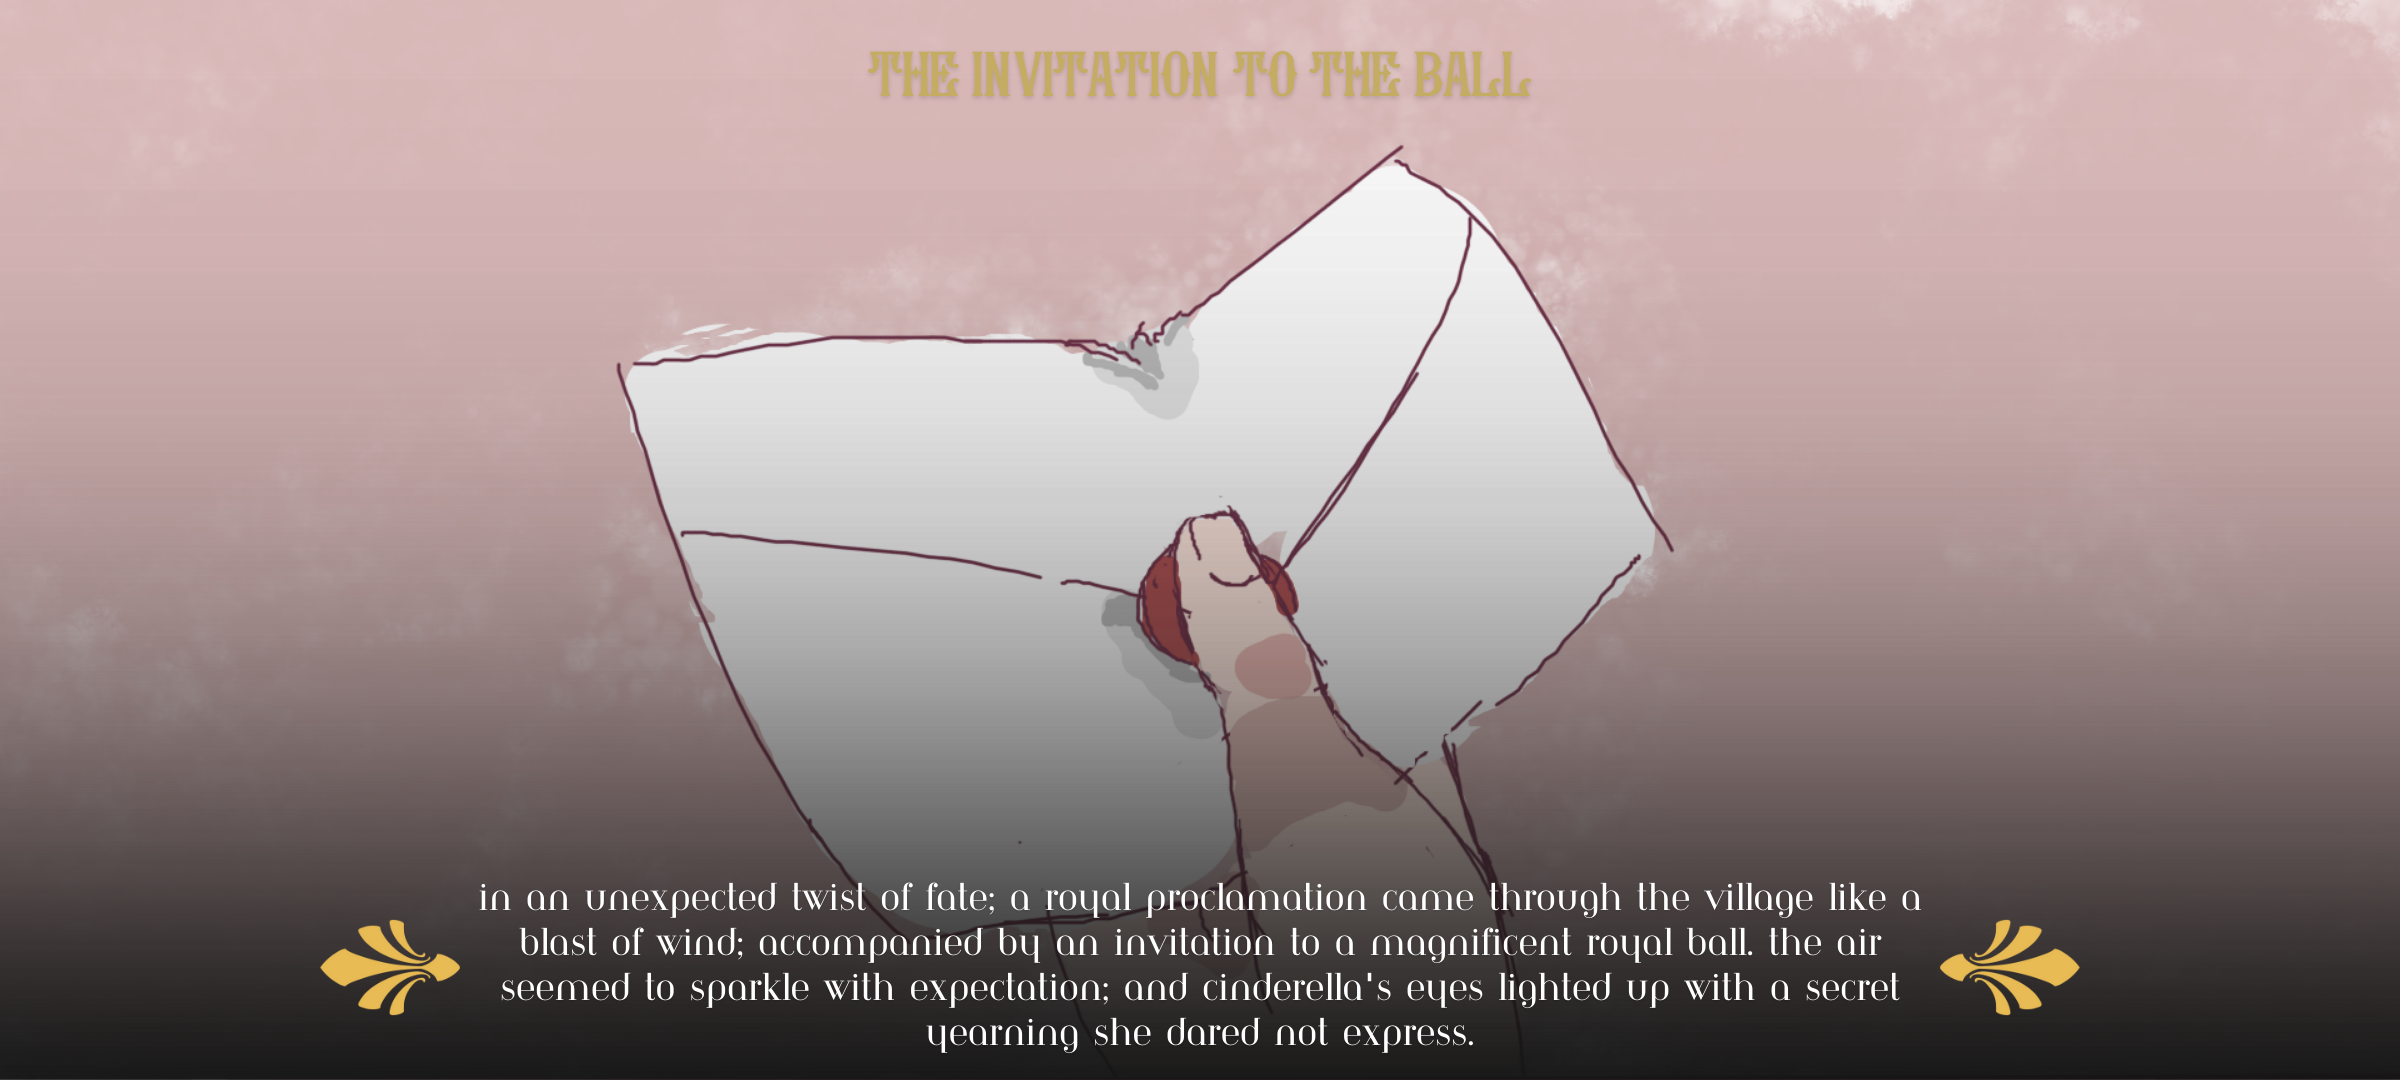 THE INVITATION TO THE BALL
in an unexpected twist of fate; a royal proclamation came through the village like a
blast of wind; accompanied by an invitation to a magnificent royal ball. the air
seemed to sparkle with expectation; and cinderella's eyes lighted up with a secret
yearning she dared not express.